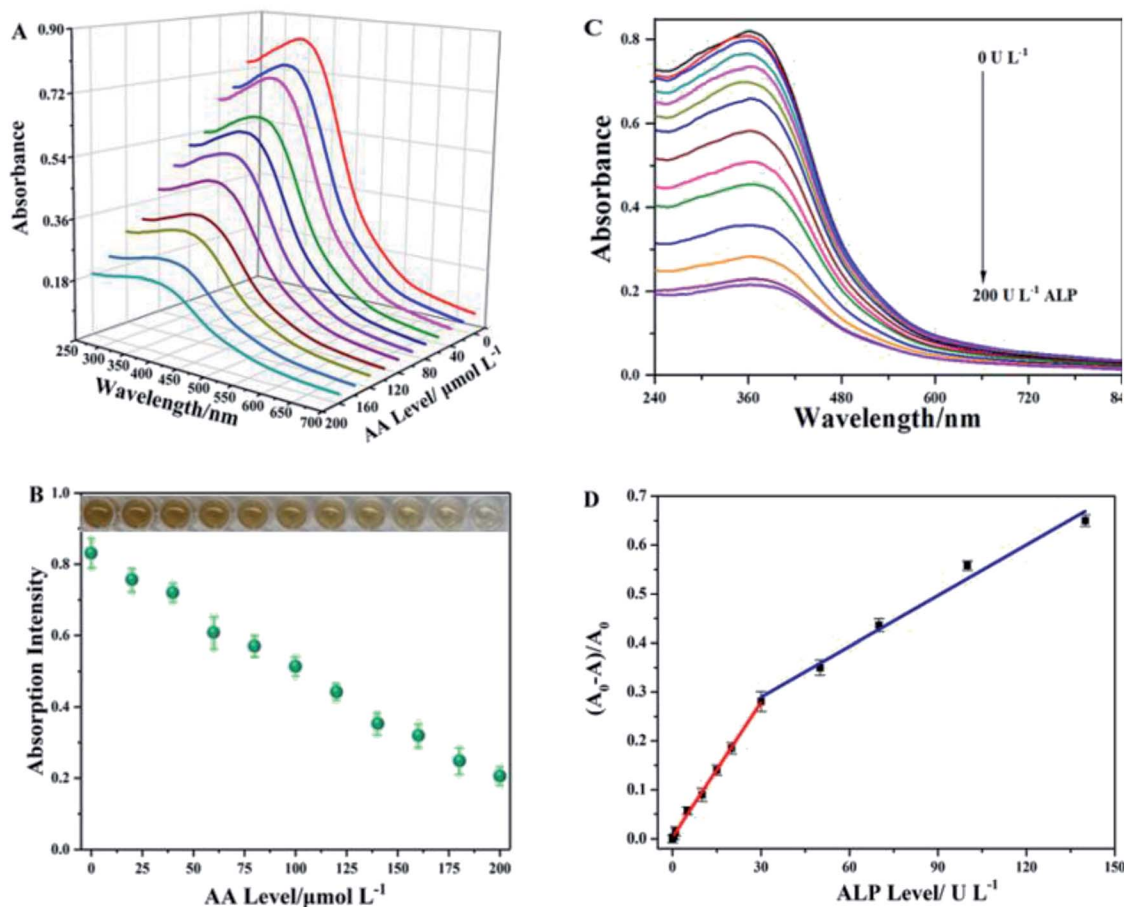 A
0.90
0.72
0.54
0.36
0.18
Absorbance
250 300 350 400 450 500 550 600 650 700
Wavelength/nm
200 160 120 80 40 0
AA Level/ μmol L⁻¹
C
0.8
0.6
0.4
0.2
0.0
Absorbance
0 U L⁻¹
200 U L⁻¹ ALP
240 360 480 600 720 84
Wavelength/nm
B
1.0
0.8
0.6
0.4
0.2
0.0
Absorption Intensity
0 25 50 75 100 125 150 175 200
AA Level/μmol L⁻¹
D
0.7
0.6
0.5
0.4
0.3
0.2
0.1
0.0
(A₀-A)/A₀
0 30 60 90 120 150
ALP Level/ U L⁻¹